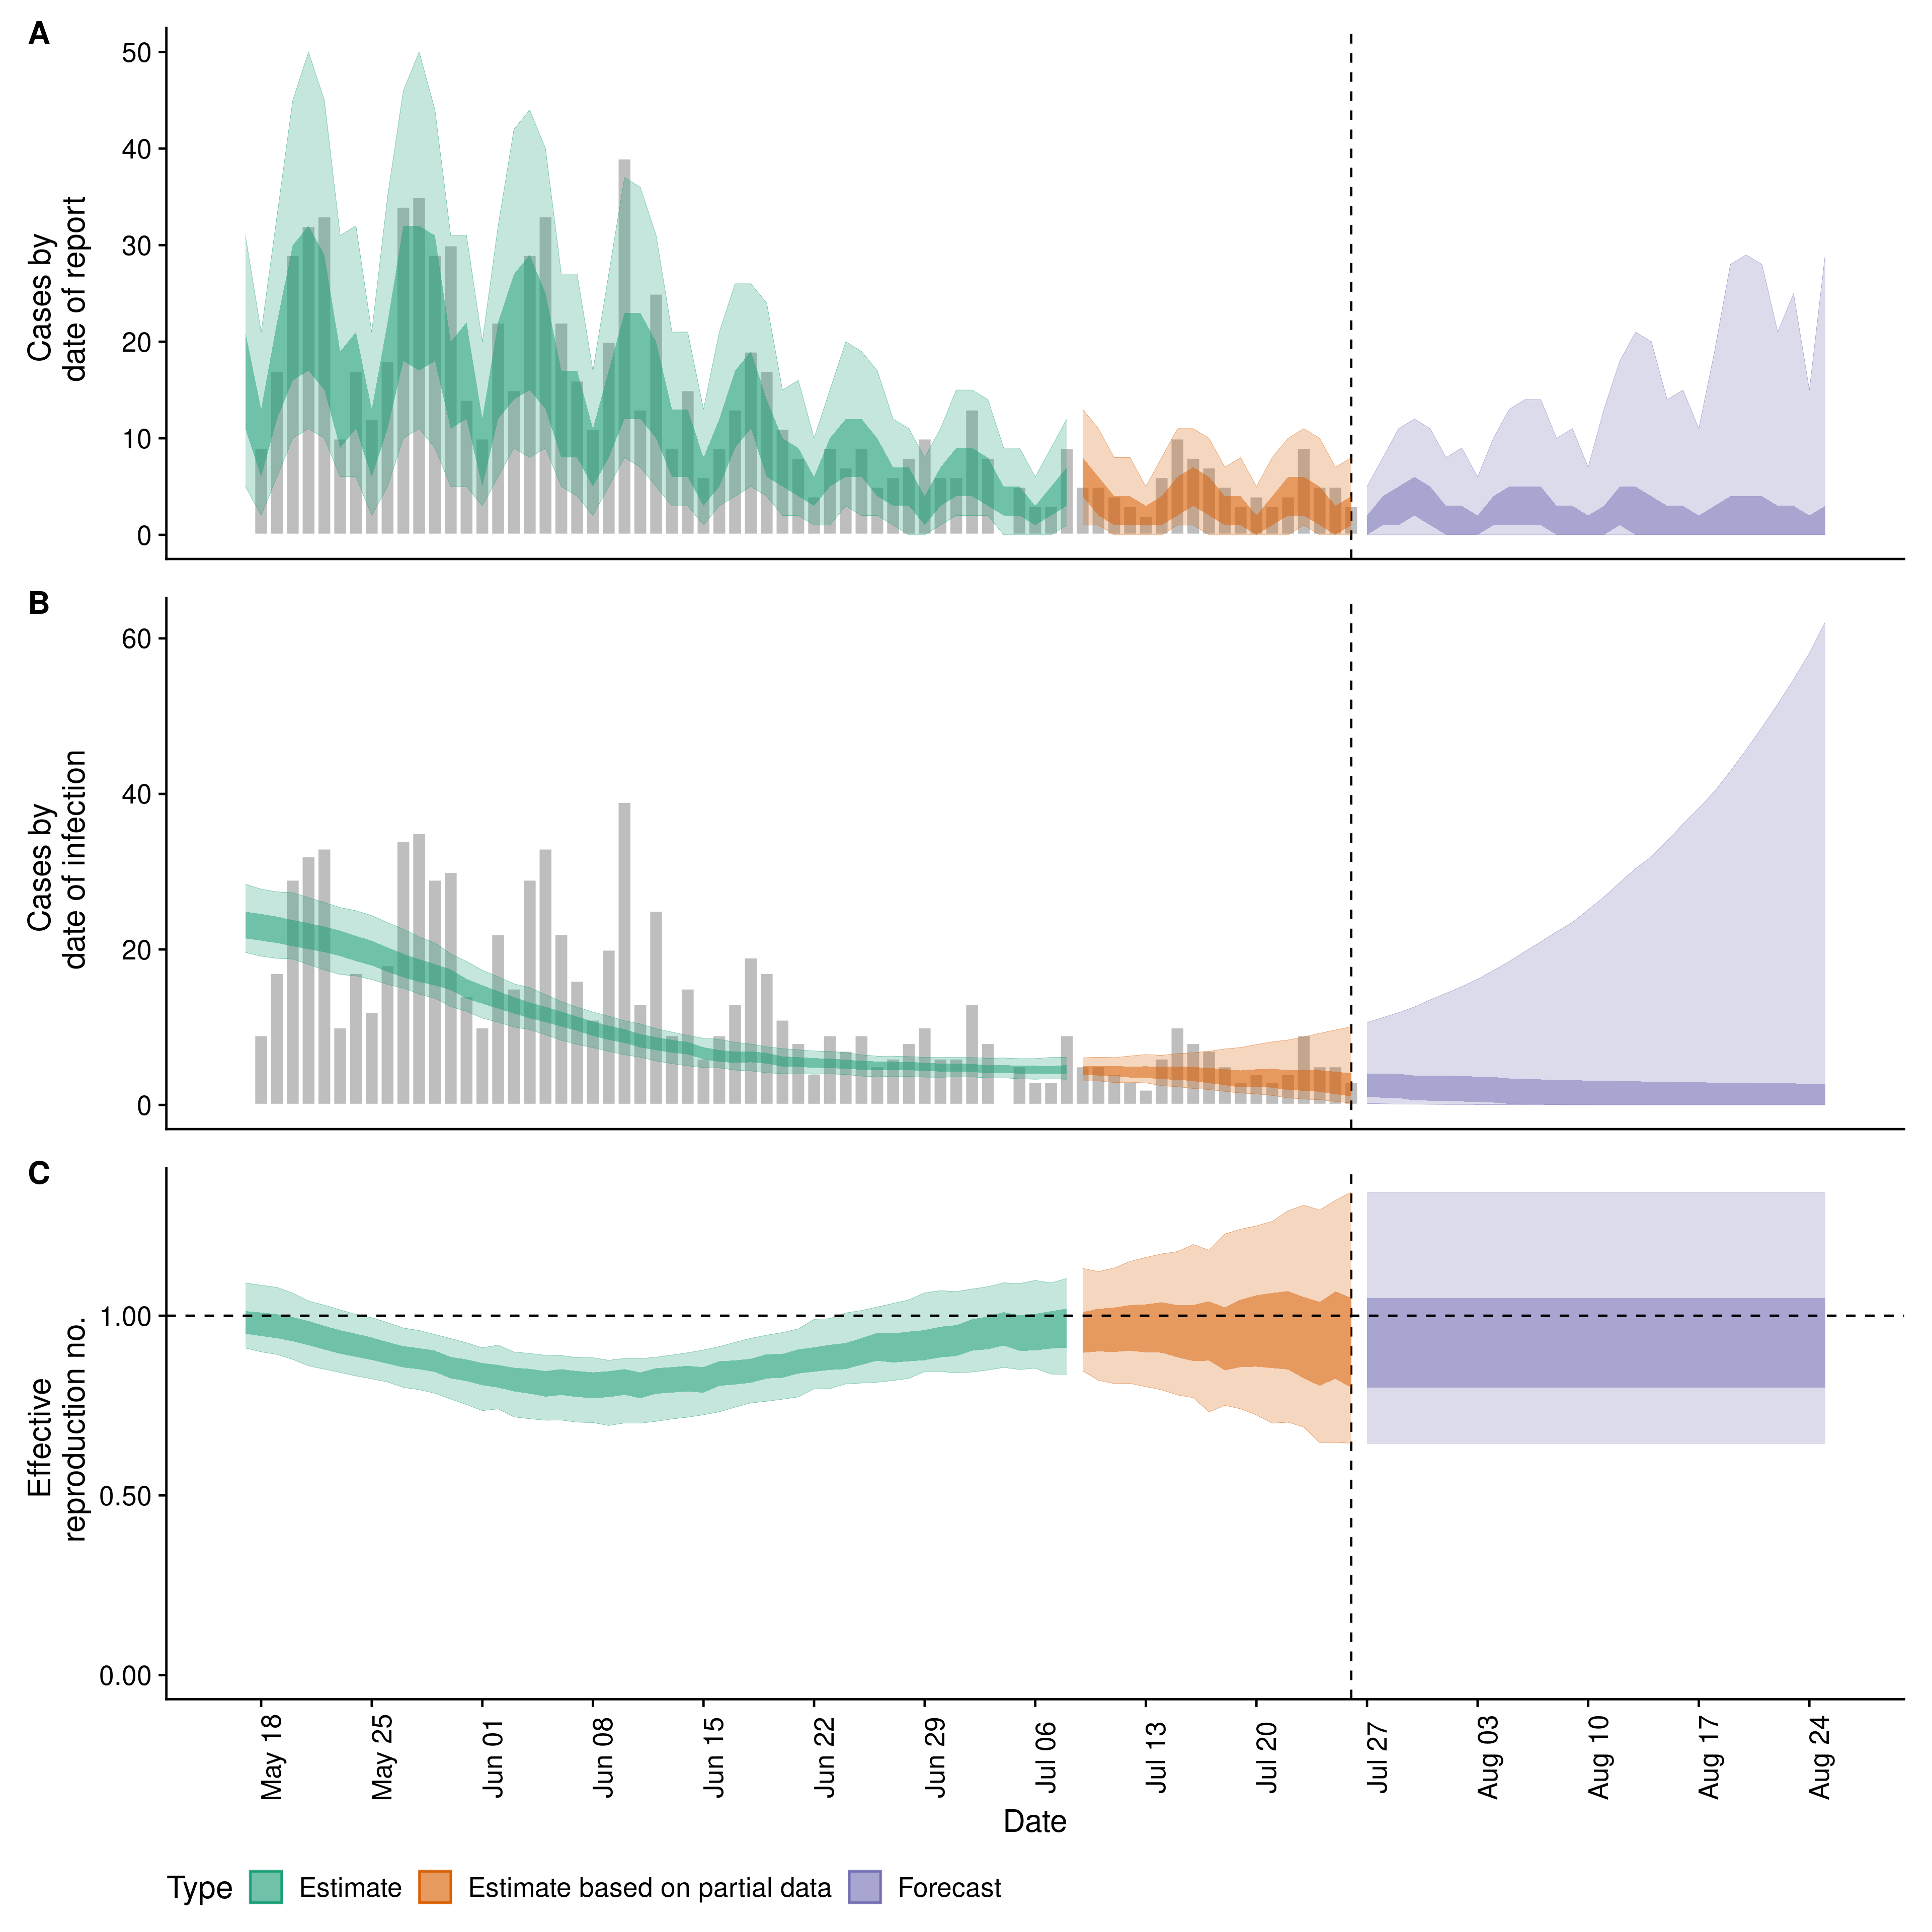 A
50
40
30
20
10
0
Cases by
date of report
B
60
40
20
0
Cases by
date of infection
C
1.00
0.50
0.00
Effective
reproduction no.
May 18
May 25
Jun 01
Jun 08
Jun 15
Jun 22
Jun 29
Jul 06
Jul 13
Jul 20
Jul 27
Aug 03
Aug 10
Aug 17
Aug 24
Date
Type Estimate Estimate based on partial data Forecast